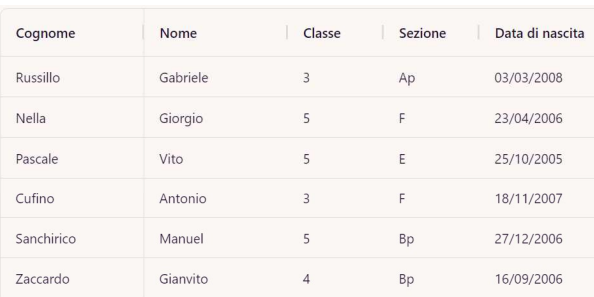 Cognome Nome Classe Sezione Data di nascita
Russillo Gabriele 3 Ap 03/03/2008
Nella Giorgio 5 F 23/04/2006
Pascale Vito 5 E 25/10/2005
Cufino Antonio 3 F 18/11/2007
Sanchirico Manuel 5 Bp 27/12/2006
Zaccardo Gianvito 4 Bp 16/09/2006